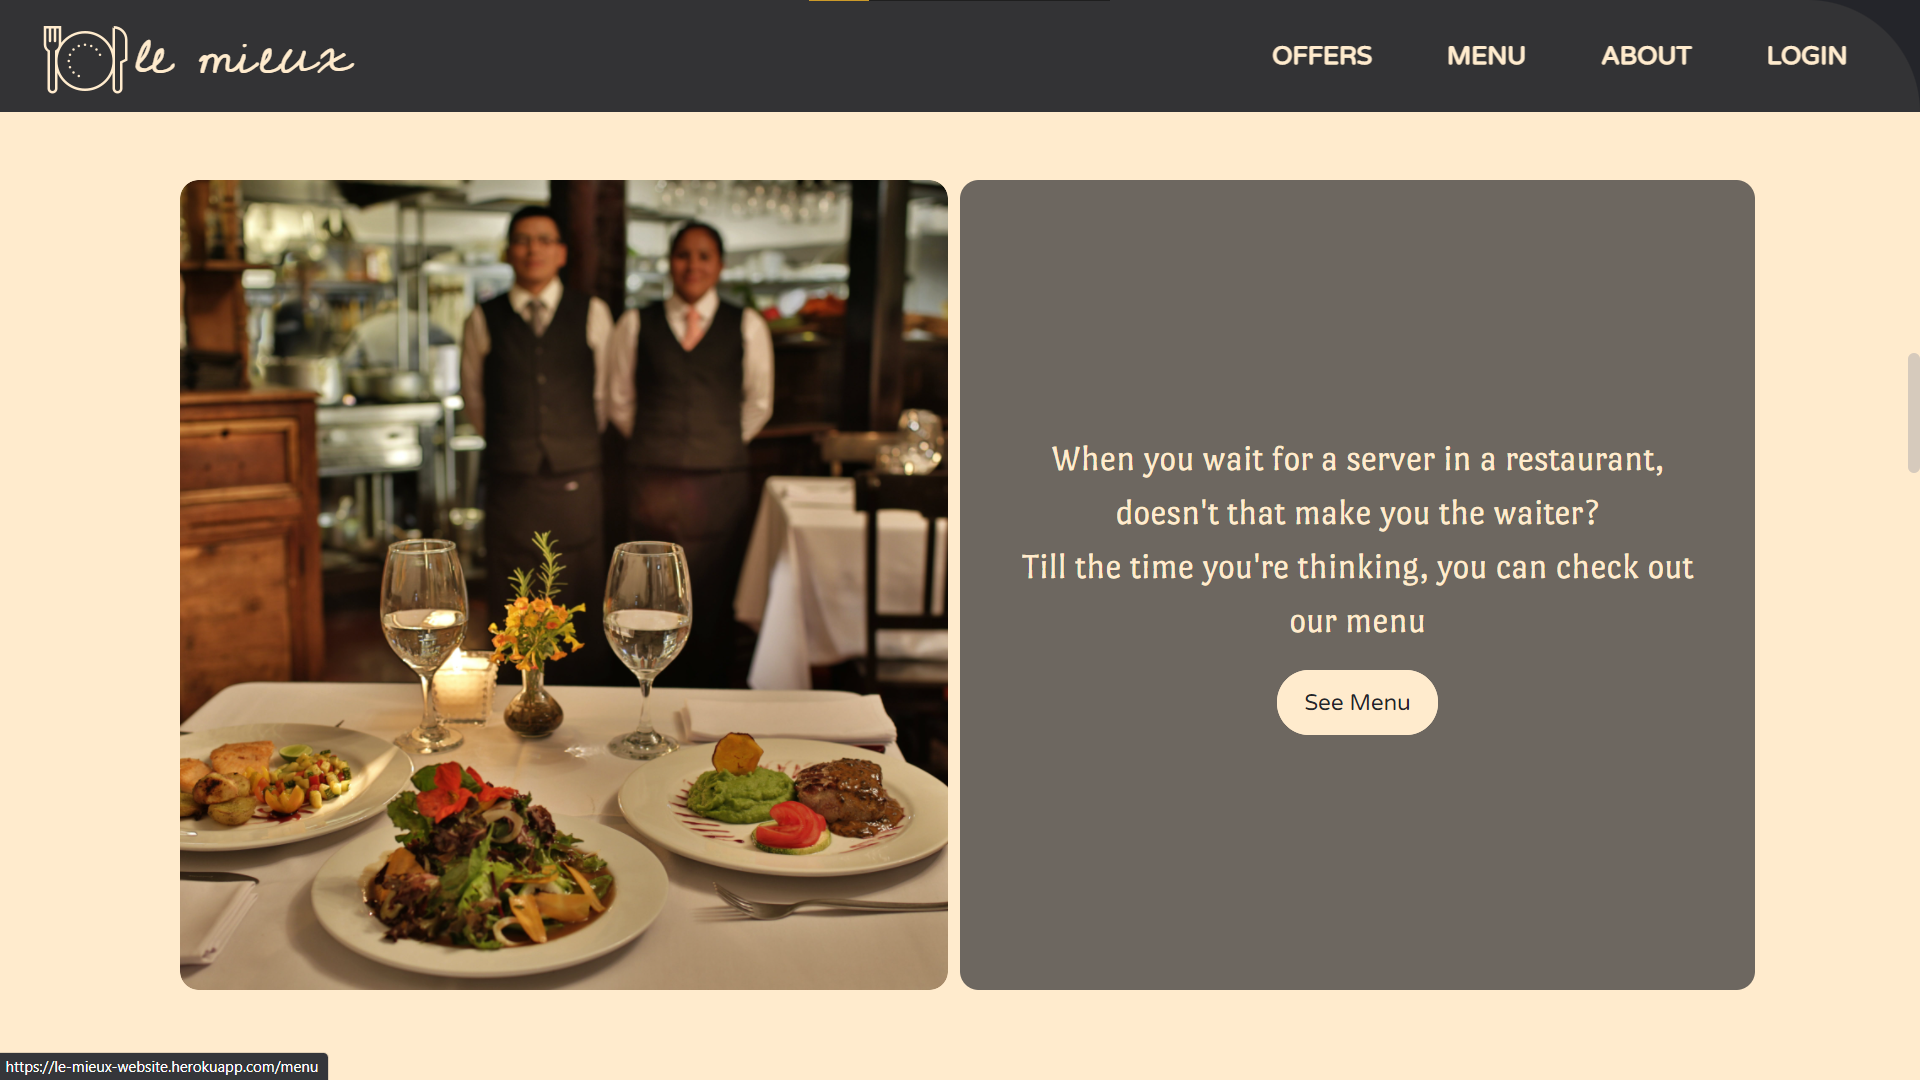 le mieux
OFFERS
MENU
ABOUT
LOGIN
When you wait for a server in a restaurant,
doesn't that make you the waiter?
Till the time you're thinking, you can check out
our menu
See Menu
https://le-mieux-website.herokuapp.com/menu